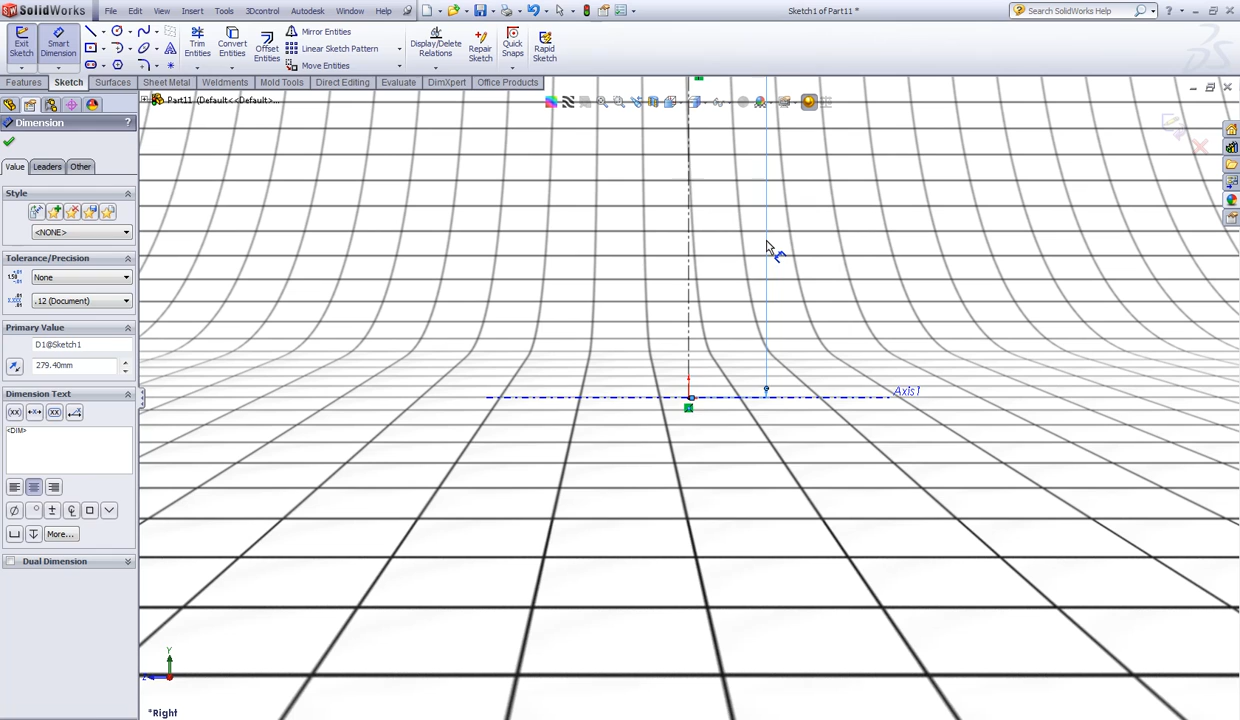 SolidWorks File Edit View Insert Tools 3Dcontrol Autodesk Window PhotoWorks Help Sketch1 of Part11 * Search SolidWorks Help
Exit Sketch Smart Dimension Trim Entities Convert Entities Offset Entities Mirror Entities Linear Sketch Pattern Move Entities Display/Delete Relations Repair Sketch Quick Snaps Rapid Sketch
Features Sketch Surfaces Sheet Metal Weldments Mold Tools Direct Editing Evaluate DimXpert Office Products
Part11 (Default<<Default>...
Dimension ?
Value Leaders Other
Style
<NONE>
Tolerance/Precision
None
.12 (Document)
Primary Value
D1@Sketch1
279.40mm
Dimension Text
<DIM>
More...
Dual Dimension
Axis1
Y
Z
*Right